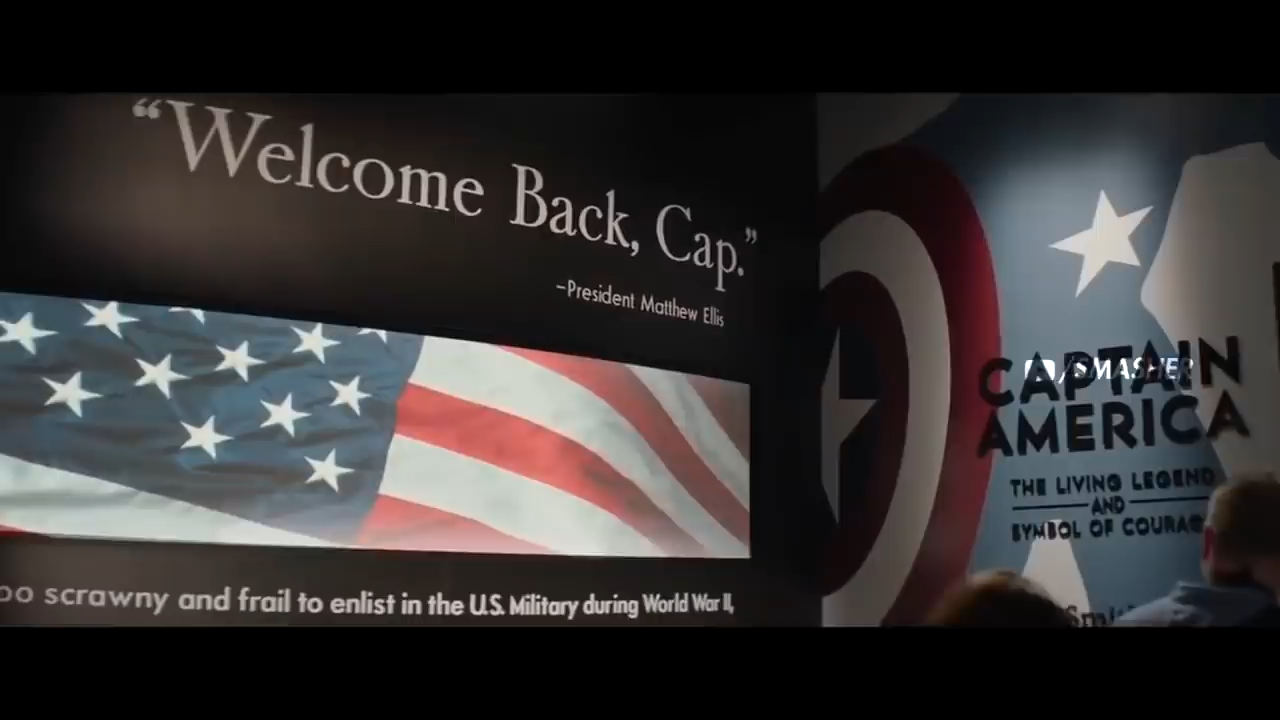 “Welcome Back, Cap.”
–President Matthew Ellis
scrawny and frail to enlist in the U.S. Military during World War II,
/SMASHER
CAPTAIN
AMERICA
THE LIVING LEGEND
AND
SYMBOL OF